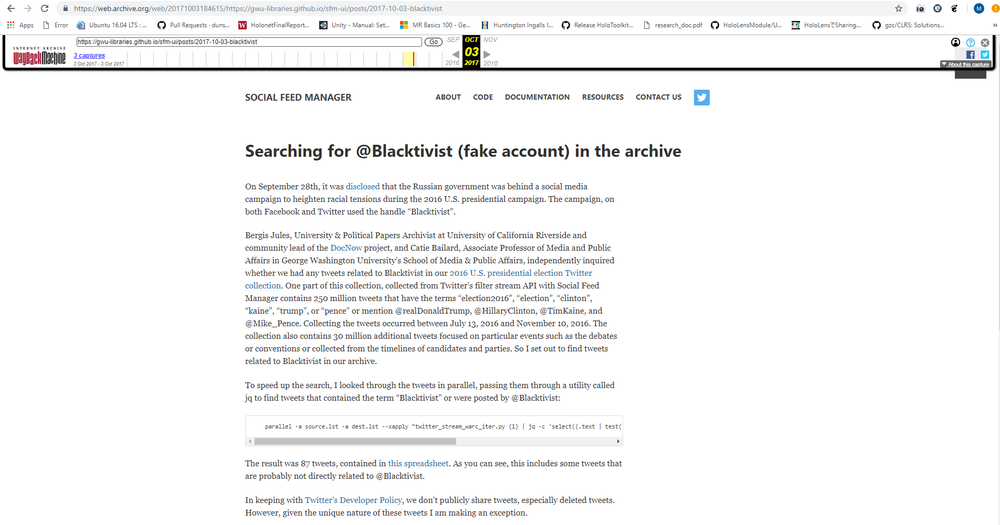 https://web.archive.org/web/20171003184615/https://gwu-libraries.github.io/sfm-ui/posts/2017-10-03-blacktivist
M
Apps Error Ubuntu 16.04 LTS : ... Pull Requests · duns... HolonetFinalReport... Unity - Manual: Set... MR Basics 100 - Ge... Huntington Ingalls I... Release HoloToolkit... research_doc.pdf HoloLensModule/U... HoloLensでSharing... gzc/CLRS: Solutions... »
INTERNET ARCHIVE
WayBackMachine
https://gwu-libraries.github.io/sfm-ui/posts/2017-10-03-blacktivist
Go
SEP OCT NOV
3 captures
03
3 Oct 2017 - 3 Oct 2017
2016 2017 2018
About this capture
SOCIAL FEED MANAGER
ABOUT CODE DOCUMENTATION RESOURCES CONTACT US
Searching for @Blacktivist (fake account) in the archive
On September 28th, it was disclosed that the Russian government was behind a social media
campaign to heighten racial tensions during the 2016 U.S. presidential campaign. The campaign, on
both Facebook and Twitter used the handle “Blacktivist”.
Bergis Jules, University & Political Papers Archivist at University of California Riverside and
community lead of the DocNow project, and Catie Bailard, Associate Professor of Media and Public
Affairs in George Washington University’s School of Media & Public Affairs, independently inquired
whether we had any tweets related to Blacktivist in our 2016 U.S. presidential election Twitter
collection. One part of this collection, collected from Twitter’s filter stream API with Social Feed
Manager contains 250 million tweets that have the terms “election2016”, “election”, “clinton”,
“kaine”, “trump”, or “pence” or mention @realDonaldTrump, @HillaryClinton, @TimKaine, and
@Mike_Pence. Collecting the tweets occurred between July 13, 2016 and November 10, 2016. The
collection also contains 30 million additional tweets focused on particular events such as the debates
or conventions or collected from the timelines of candidates and parties. So I set out to find tweets
related to Blacktivist in our archive.
To speed up the search, I looked through the tweets in parallel, passing them through a utility called
jq to find tweets that contained the term “Blacktivist” or were posted by @Blacktivist:
parallel -a source.lst -a dest.lst --xapply "twitter_stream_warc_iter.py {1} | jq -c 'select((.text | test(
The result was 87 tweets, contained in this spreadsheet. As you can see, this includes some tweets that
are probably not directly related to @Blacktivist.
In keeping with Twitter’s Developer Policy, we don’t publicly share tweets, especially deleted tweets.
However, given the unique nature of these tweets I am making an exception.